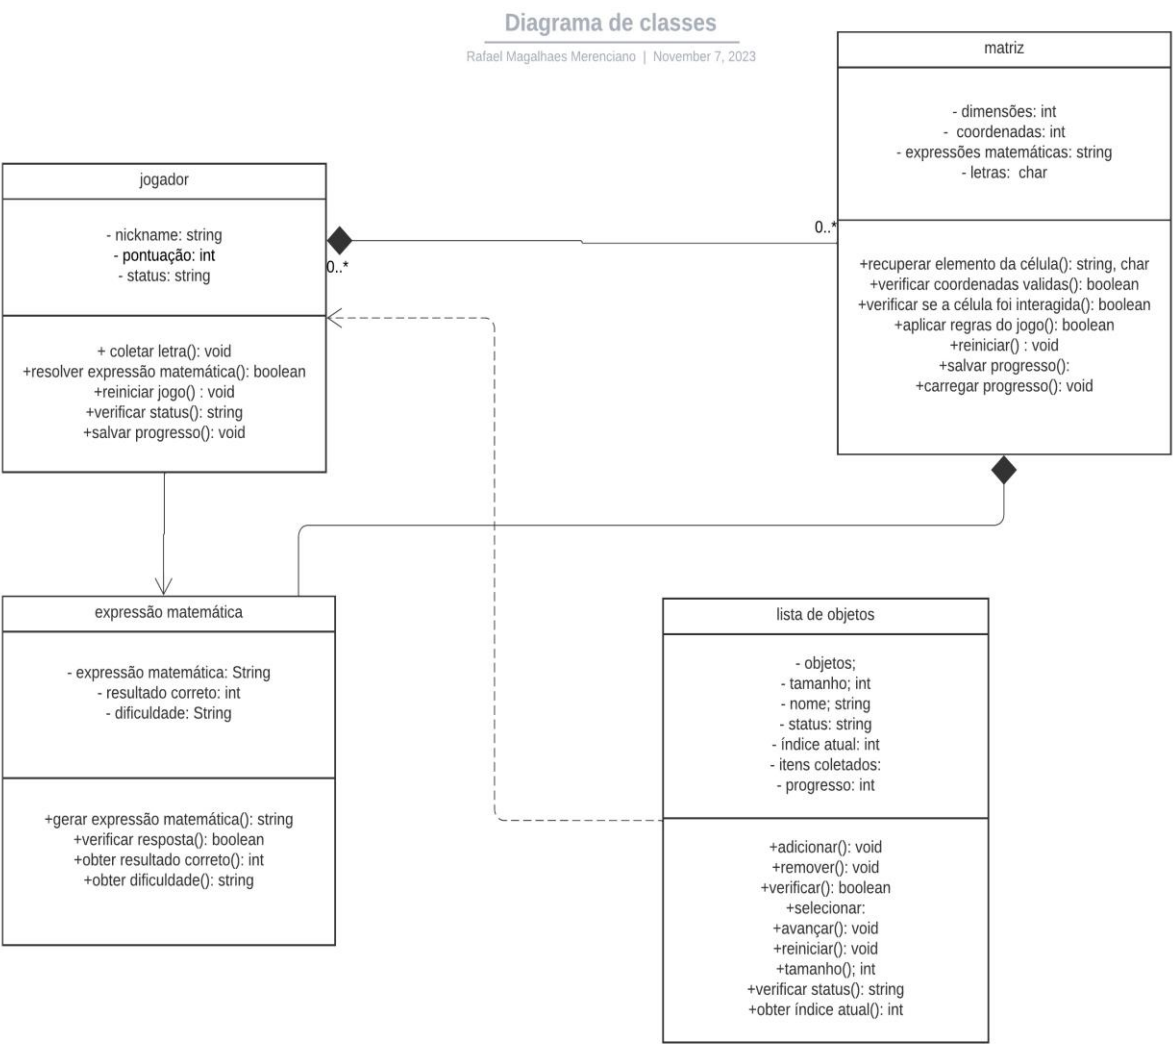 Diagrama de classes
Rafael Magalhaes Merenciano | November 7, 2023
matriz
- dimensões: int
- coordenadas: int
- expressões matemáticas: string
- letras: char
0..*
+recuperar elemento da célula(): string, char
+verificar coordenadas validas(): boolean
+verificar se a célula foi interagida(): boolean
+aplicar regras do jogo(): boolean
+reiniciar() : void
+salvar progresso():
+carregar progresso(): void
jogador
- nickname: string
- pontuação: int
- status: string
0..*
+ coletar letra(): void
+resolver expressão matemática(): boolean
+reiniciar jogo() : void
+verificar status(): string
+salvar progresso(): void
expressão matemática
- expressão matemática: String
- resultado correto: int
- dificuldade: String
+gerar expressão matemática(): string
+verificar resposta(): boolean
+obter resultado correto(): int
+obter dificuldade(): string
lista de objetos
- objetos;
- tamanho; int
- nome; string
- status: string
- índice atual: int
- itens coletados:
- progresso: int
+adicionar(): void
+remover(): void
+verificar(): boolean
+selecionar:
+avançar(): void
+reiniciar(): void
+tamanho(); int
+verificar status(): string
+obter índice atual(): int